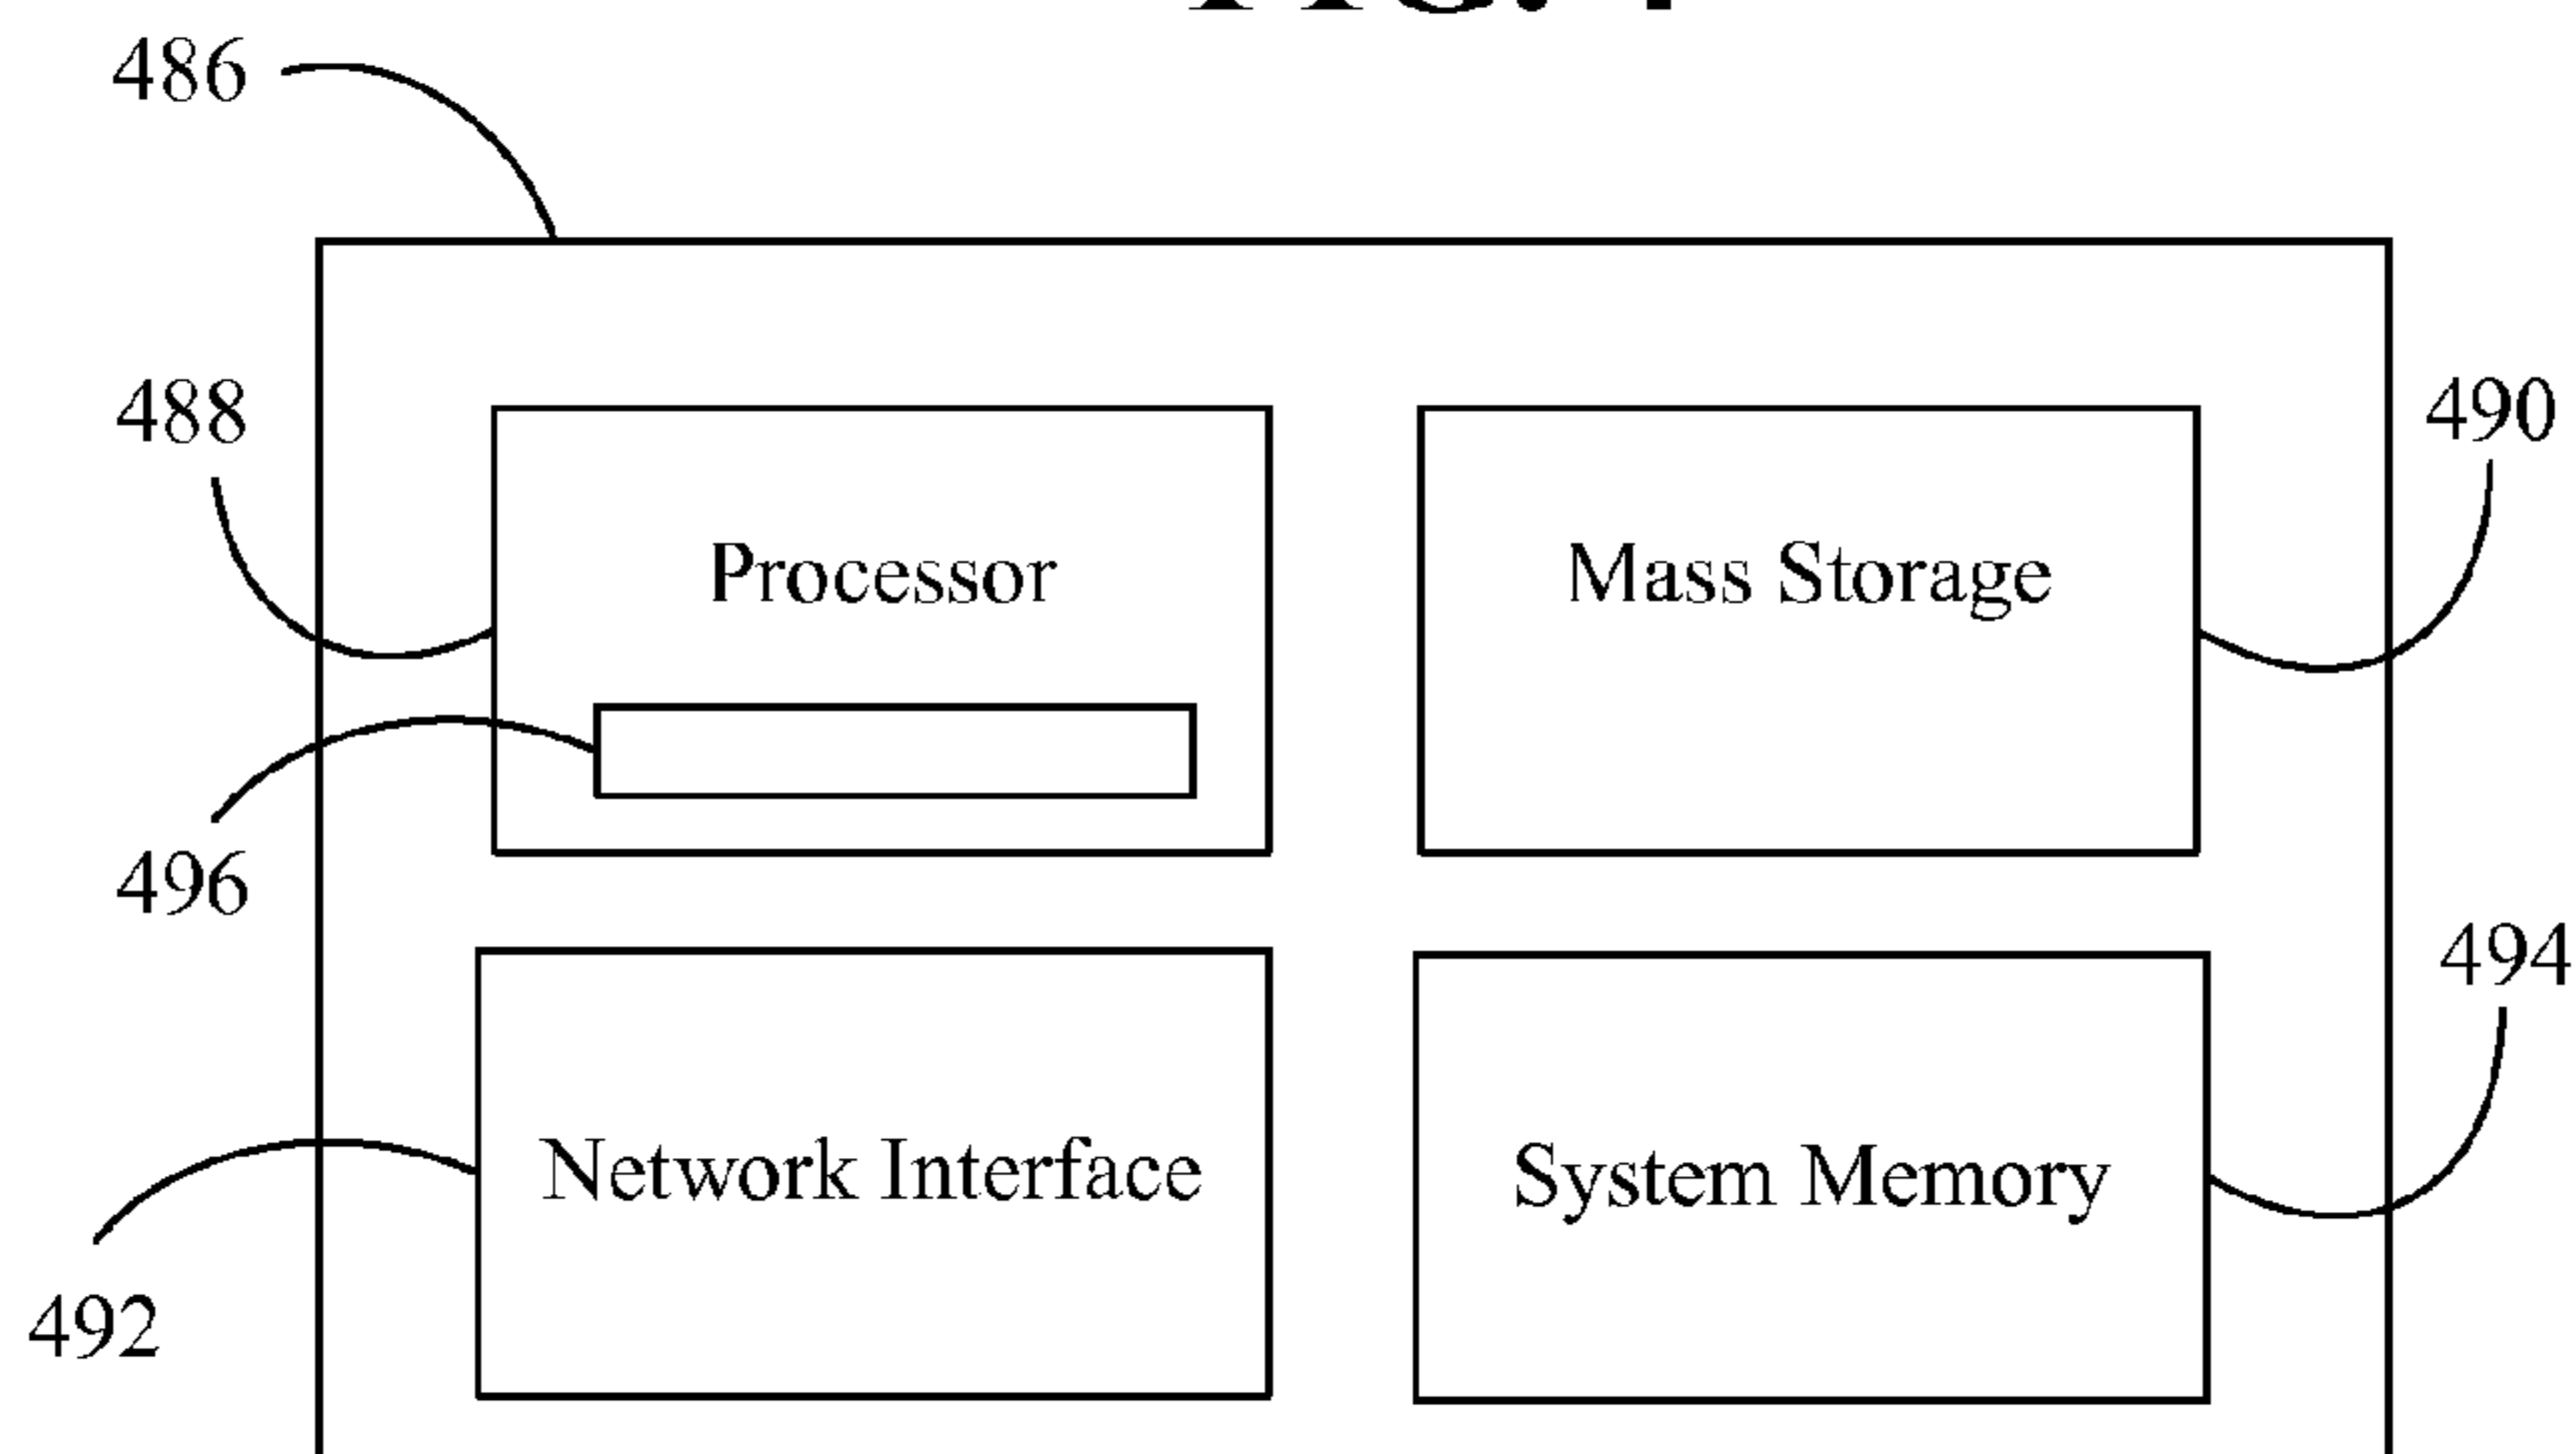 486
488
490
Processor
Mass Storage
496
494
Network Interface
System Memory
492